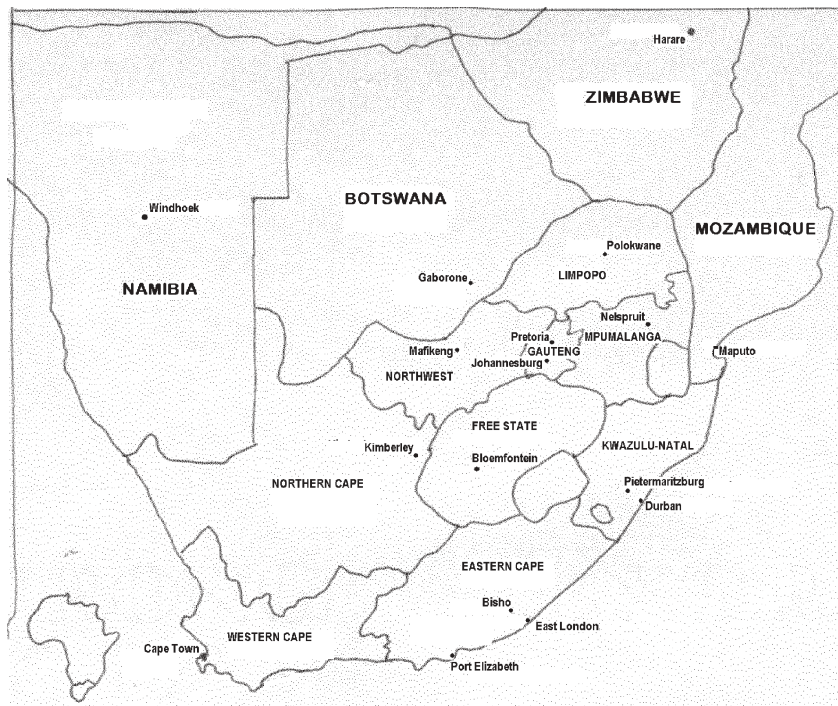 Harare
ZIMBABWE
Windhoek
BOTSWANA
MOZAMBIQUE
Polokwane
LIMPOPO
Gaborone
NAMIBIA
Nelspruit
Pretoria
MPUMALANGA
Mafikeng
GAUTENG
Maputo
Johannesburg
NORTHWEST
FREE STATE
KWAZULU-NATAL
Kimberley
Bloemfontein
NORTHERN CAPE
Pietermaritzburg
Durban
EASTERN CAPE
Bisho
East London
WESTERN CAPE
Cape Town
Port Elizabeth